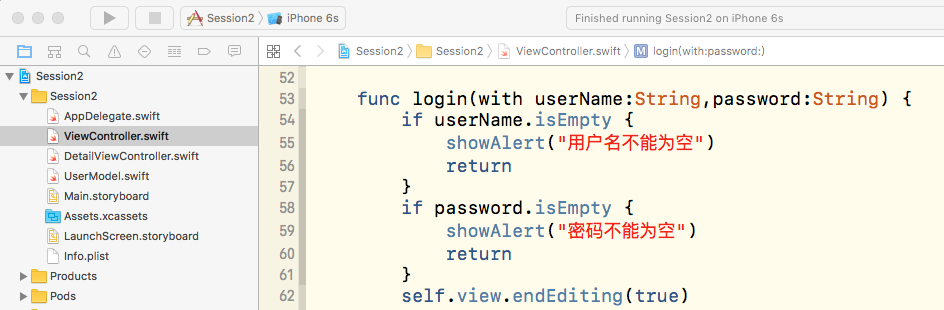 Session2 iPhone 6s
Finished running Session2 on iPhone 6s
Session2 Session2 ViewController.swift M login(with:password:)
Session2
Session2
AppDelegate.swift
ViewController.swift
DetailViewController.swift
UserModel.swift
Main.storyboard
Assets.xcassets
LaunchScreen.storyboard
Info.plist
Products
Pods
52
53 func login(with userName:String,password:String) {
54 if userName.isEmpty {
55 showAlert("用户名不能为空")
56 return
57 }
58 if password.isEmpty {
59 showAlert("密码不能为空")
60 return
61 }
62 self.view.endEditing(true)